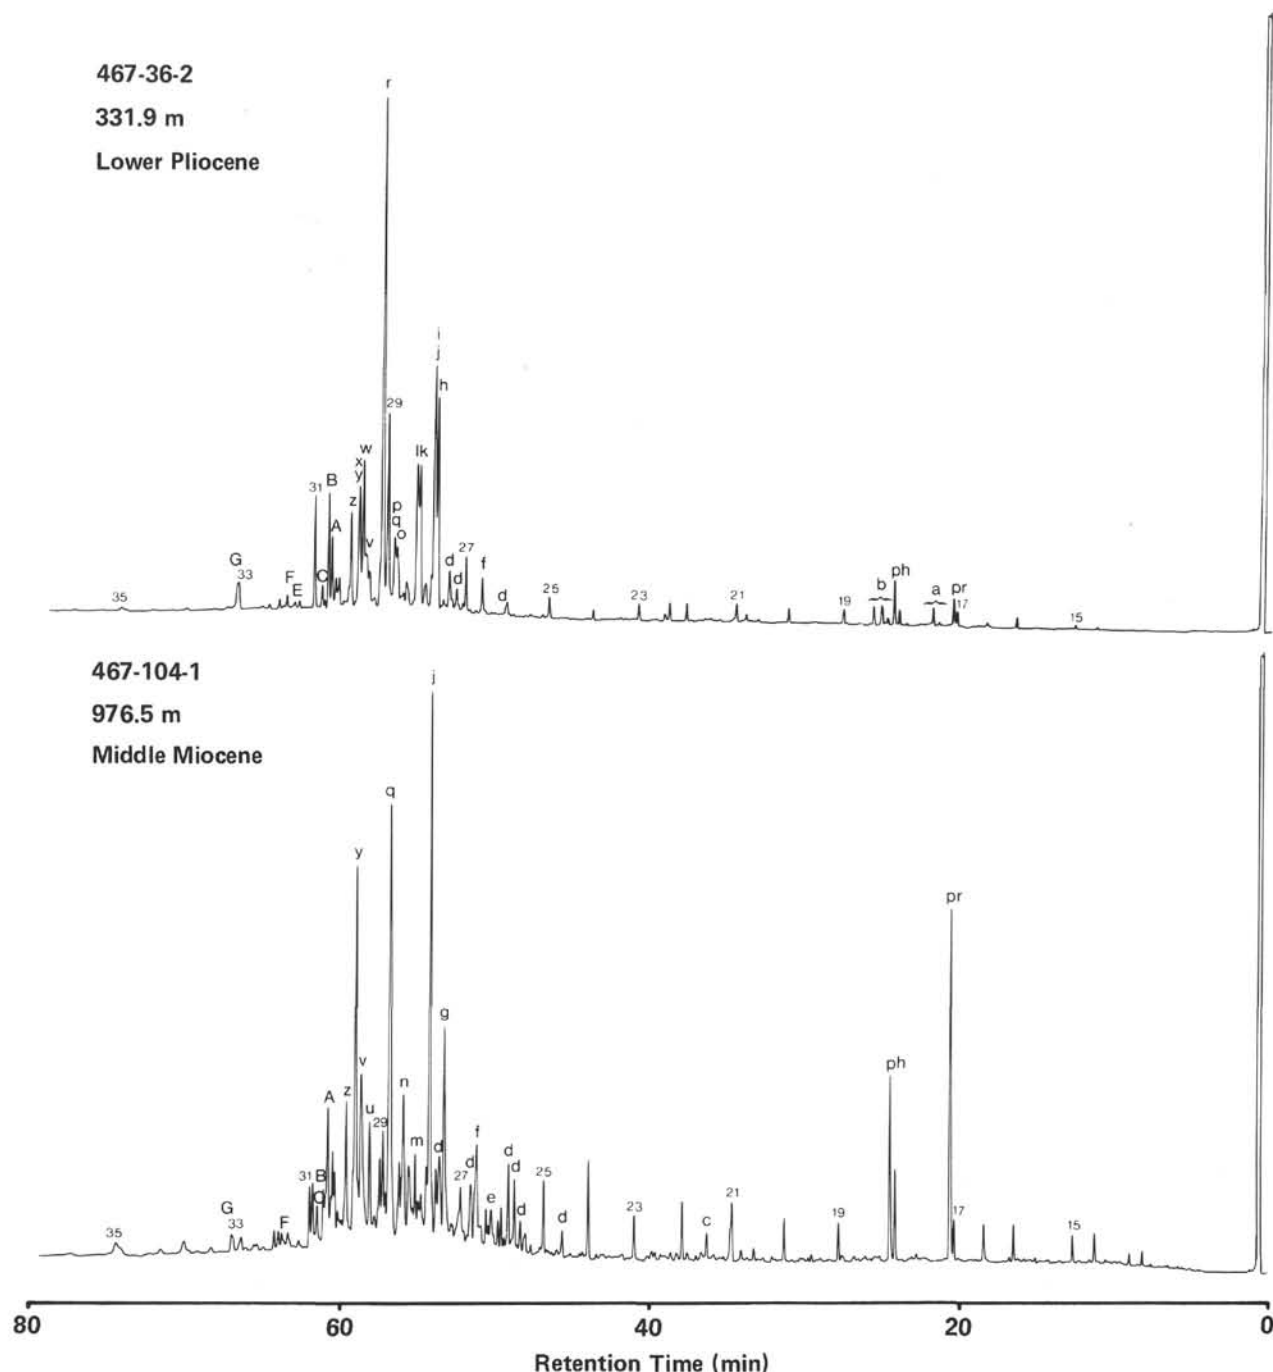 467-36-2
331.9 m
Lower Pliocene
r
i
j
h
29
w
lk
x
y
B
31
z
p
q
o
A
v
27
G
33
F
E
C
d
d
f
d
25
23
21
19
b
ph
a
pr
17
15
35
467-104-1
976.5 m
Middle Miocene
j
q
y
pr
g
v
ph
n
A
z
u
29
m
d
f
31
B
C
27
d
e
d
d
d
25
d
23
c
21
19
17
15
G
33
F
35
80 60 40 20 0
Retention Time (min)